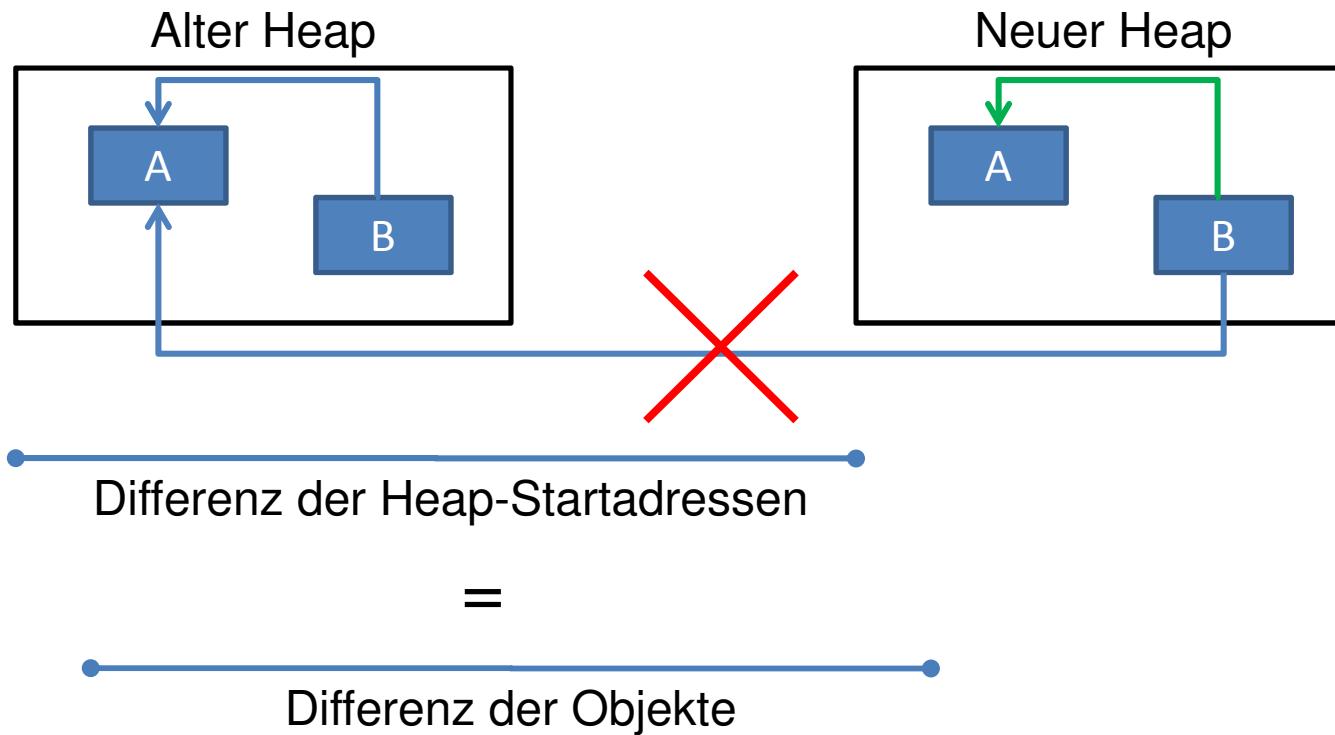 Alter Heap
Neuer Heap
A
B
A
B
Differenz der Heap-Startadressen
=
Differenz der Objekte